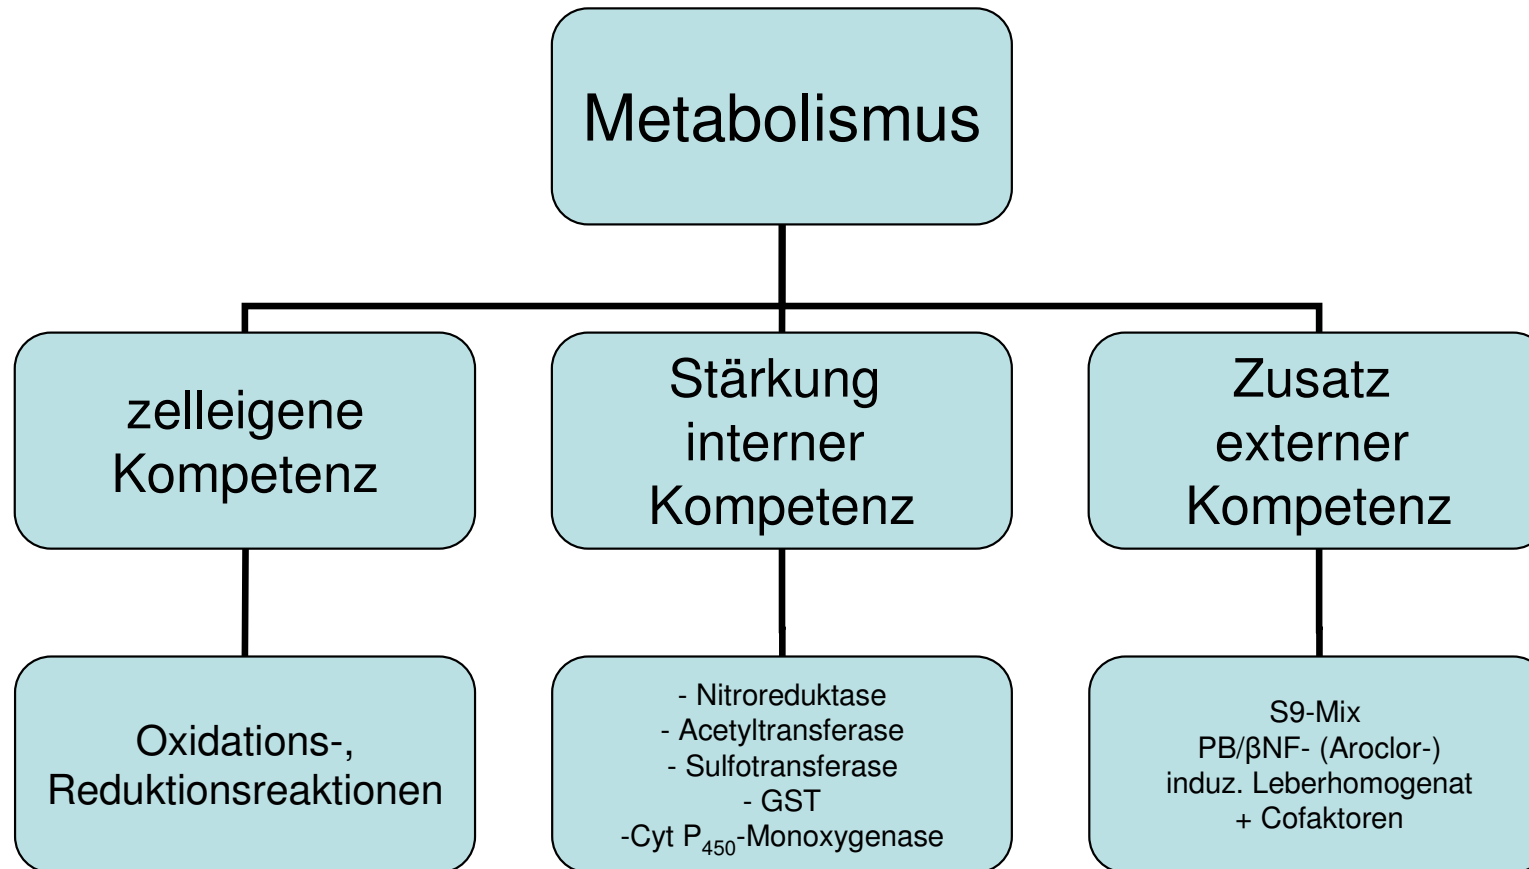 Metabolismus
zelleigene
Kompetenz
Stärkung
interner
Kompetenz
Zusatz
externer
Kompetenz
Oxidations-,
Reduktionsreaktionen
- Nitroreduktase
- Acetyltransferase
- Sulfotransferase
- GST
-Cyt P₄₅₀-Monoxygenase
S9-Mix
PB/βNF- (Aroclor-)
induz. Leberhomogenat
+ Cofaktoren